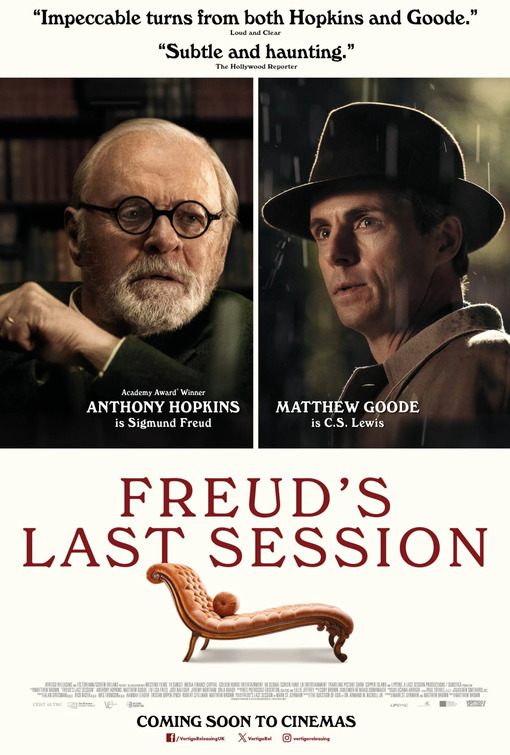 “Impeccable turns from both Hopkins and Goode.”
Loud and Clear
“Subtle and haunting.”
The Hollywood Reporter
Academy Award® Winner
ANTHONY HOPKINS
is Sigmund Freud
MATTHEW GOODE
is C.S. Lewis
FREUD’S
LAST SESSION
COMING SOON TO CINEMAS
/VertigoReleasingUK
VertigoRel
vertigoreleasing